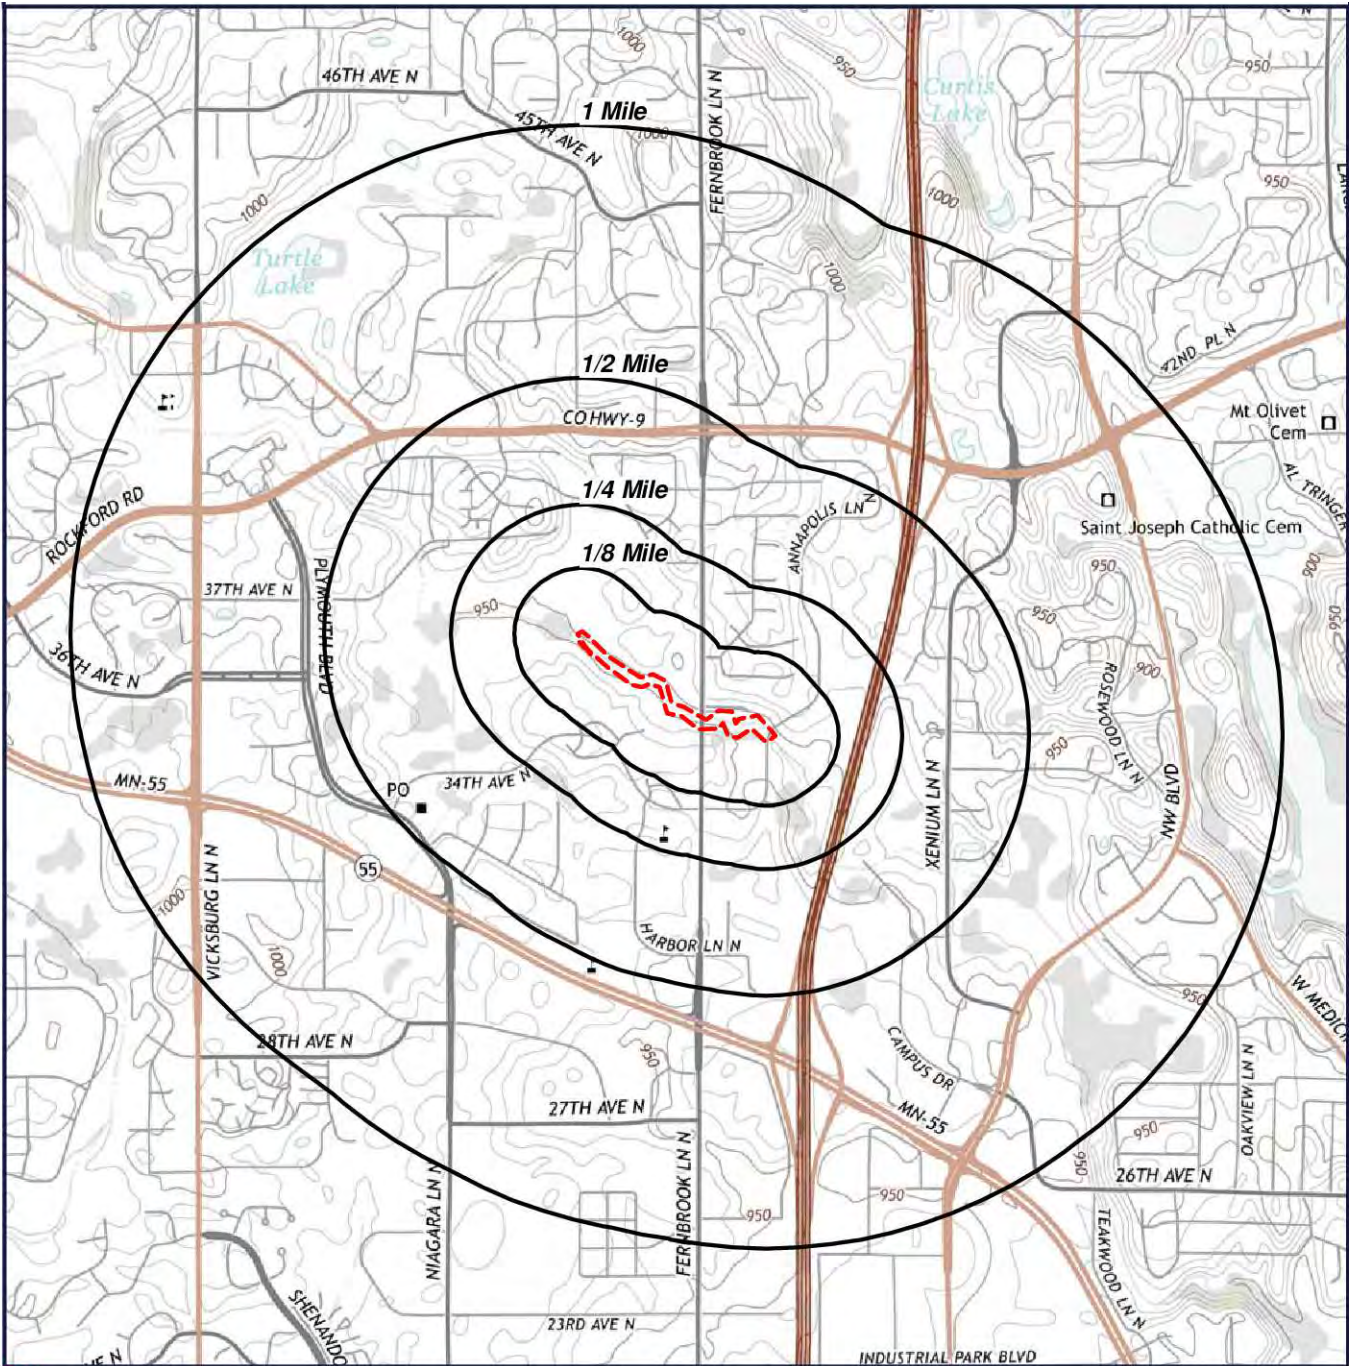 1000
950
46TH AVE N
FERNBROOK LN N
Curtis
Lake
950
1 Mile
45TH AVE N
1000
950
1000
1000
Turtle
Lake
1000
42ND PL N
1/2 Mile
CO HWY-9
Mt Olivet
Cem
AL TRINGER
ROCKFORD RD
1/4 Mile
ANNAPOLIS LN N
Saint Joseph Catholic Cem
1/8 Mile
950
900
37TH AVE N
PLYMOUTH BLVD
950
950
950
36TH AVE N
ROSEWOOD LN N
900
950
MN-55
PO
34TH AVE N
XENIUM LN N
NW BLVD
55
1000
VICKSBURG LN N
1000
HARBOR LN N
950
W MEDICI
28TH AVE N
950
CAMPUS DR
OAKVIEW LN N
27TH AVE N
MN-55
950
950
26TH AVE N
NIAGARA LN N
FERNBROOK LN N
950
950
TEAKWOOD LN N
SHENANDO
23RD AVE N
INDUSTRIAL PARK BLVD
VE N